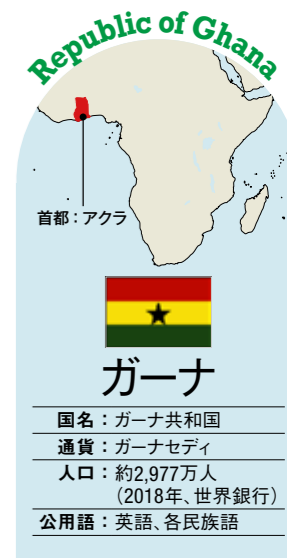 Republic of Ghana
首都：アクラ
ガーナ
国名：ガーナ共和国
通貨：ガーナセディ
人口：約2,977万人
（2018年、世界銀行）
公用語：英語、各民族語